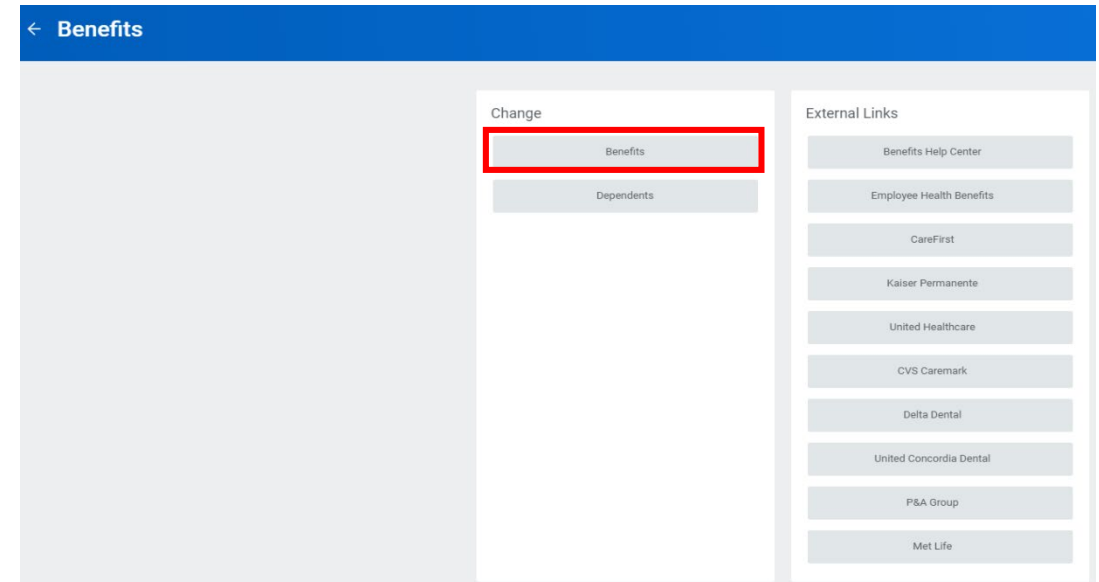 ← Benefits
Change
Benefits
Dependents
External Links
Benefits Help Center
Employee Health Benefits
CareFirst
Kaiser Permanente
United Healthcare
CVS Caremark
Delta Dental
United Concordia Dental
P&A Group
Met Life